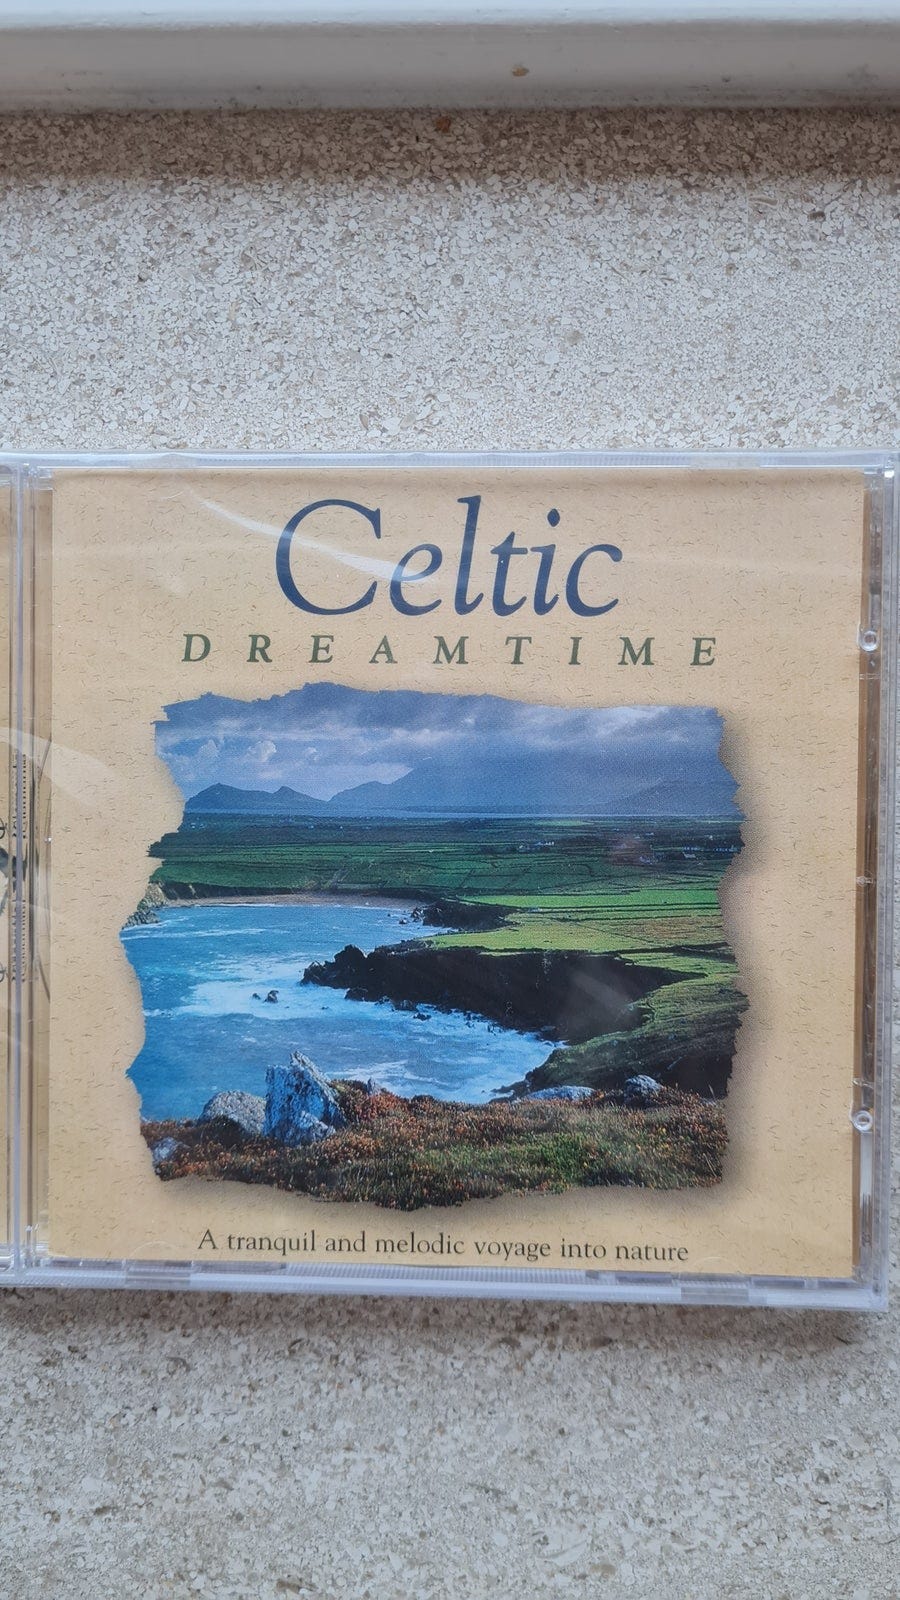 Celtic
DREAMTIME
A tranquil and melodic voyage into nature